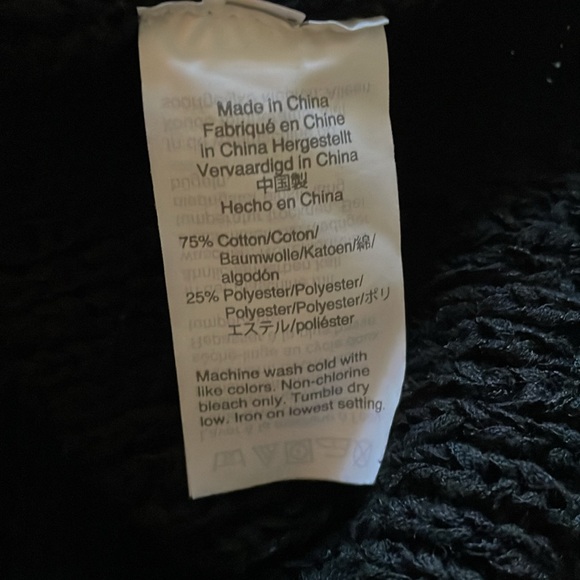 Made in China
Fabriqué en Chine
In China Hergestellt
Vervaardigd in China
中国製
Hecho en China
75% Cotton/Coton/
Baumwolle/Katoen/綿/
algodón
25% Polyester/Polyester/
Polyester/Polyester/ポリ
エステル/poliéster
Machine wash cold with
like colors. Non-chlorine
bleach only. Tumble dry
low. Iron on lowest setting.